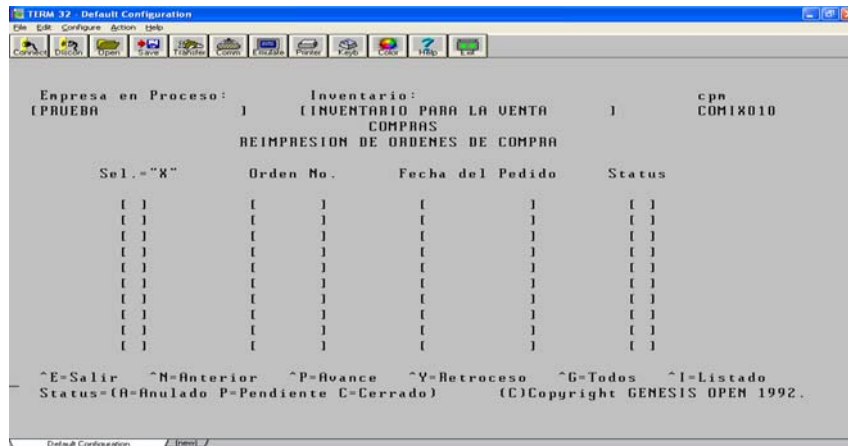 TERM 32 - Default Configuration
File Edit Configure Action Help
Connect Discon Open Save Transfer Comm Emulate Printer Keyb Color Help Exit
Empresa en Proceso: Inventario: cpm
[PRUEBA ] [INVENTARIO PARA LA VENTA ] COMIX010
COMPRAS
REIMPRESION DE ORDENES DE COMPRA
Sel.="X" Orden No. Fecha del Pedido Status
[ ] [ ] [ ] [ ]
[ ] [ ] [ ] [ ]
[ ] [ ] [ ] [ ]
[ ] [ ] [ ] [ ]
[ ] [ ] [ ] [ ]
[ ] [ ] [ ] [ ]
[ ] [ ] [ ] [ ]
[ ] [ ] [ ] [ ]
[ ] [ ] [ ] [ ]
[ ] [ ] [ ] [ ]
^E=Salir ^N=Anterior ^P=Avance ^Y=Retroceso ^G=Todos ^I=Listado
Status=(A=Anulado P=Pendiente C=Cerrado) (C)Copyright GENESIS OPEN 1992.
Default Configuration / [new] /